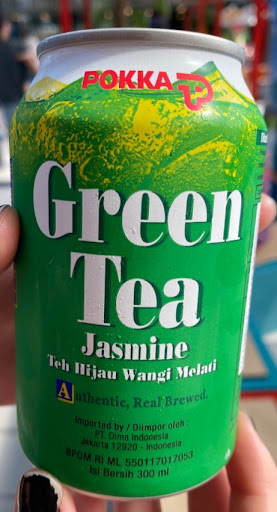 POKKA
Green
Tea
Jasmine
Teh Hijau Wangi Melati
Authentic, Real Brewed.
Imported by / Diimpor oleh :
PT. Dima Indonesia
Jakarta 12920 - Indonesia
BPOM RI ML 550117017053
Isi Bersih 300 ml